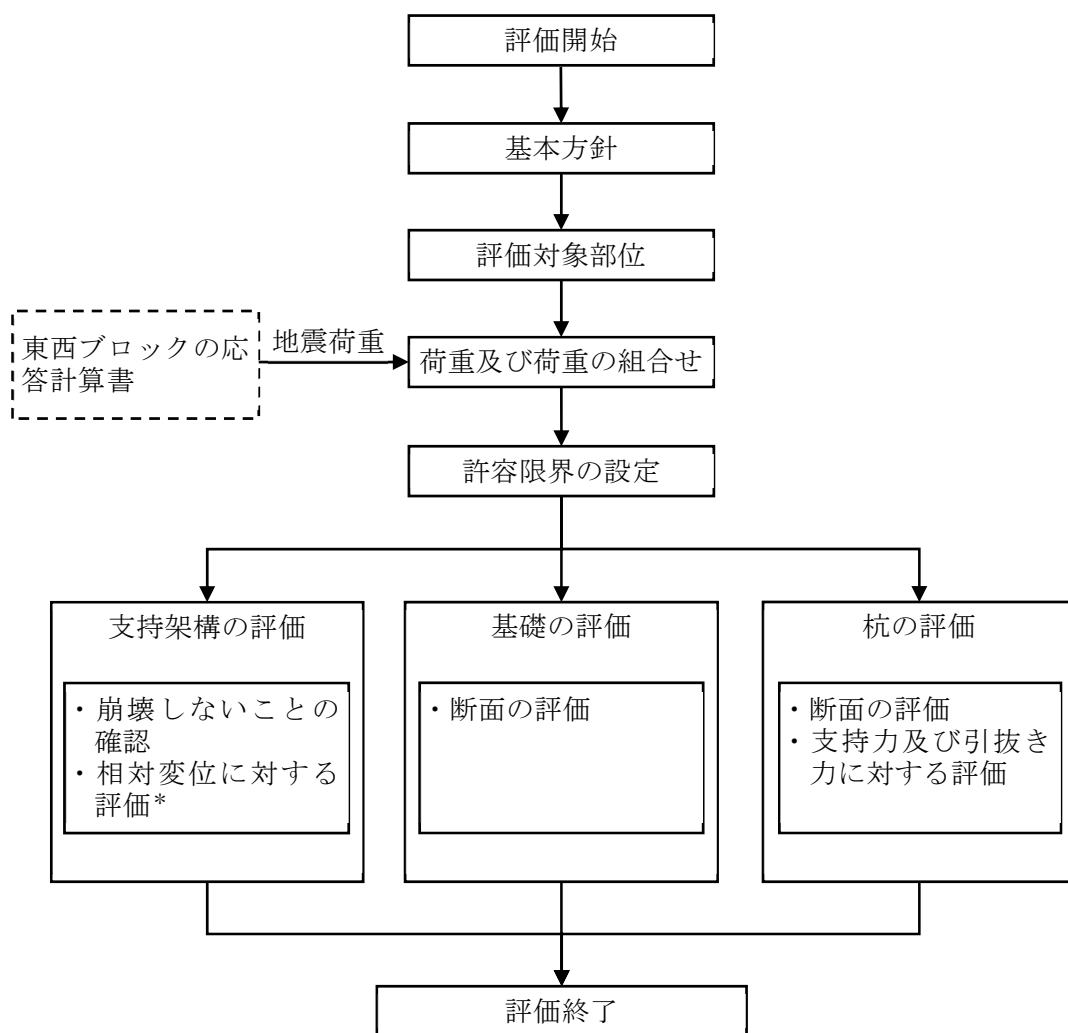 評価開始
基本方針
評価対象部位
東西ブロックの応
答計算書
地震荷重
荷重及び荷重の組合せ
許容限界の設定
支持架構の評価
・崩壊しないことの
確認
・相対変位に対する
評価*
基礎の評価
・断面の評価
杭の評価
・断面の評価
・支持力及び引抜き
力に対する評価
評価終了